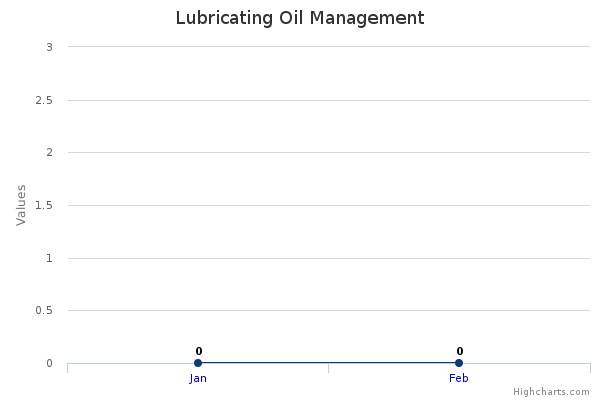 Lubricating Oil Management
3
2.5
2
1.5
1
0.5
0
Values
0
0
Jan
Feb
Highcharts.com